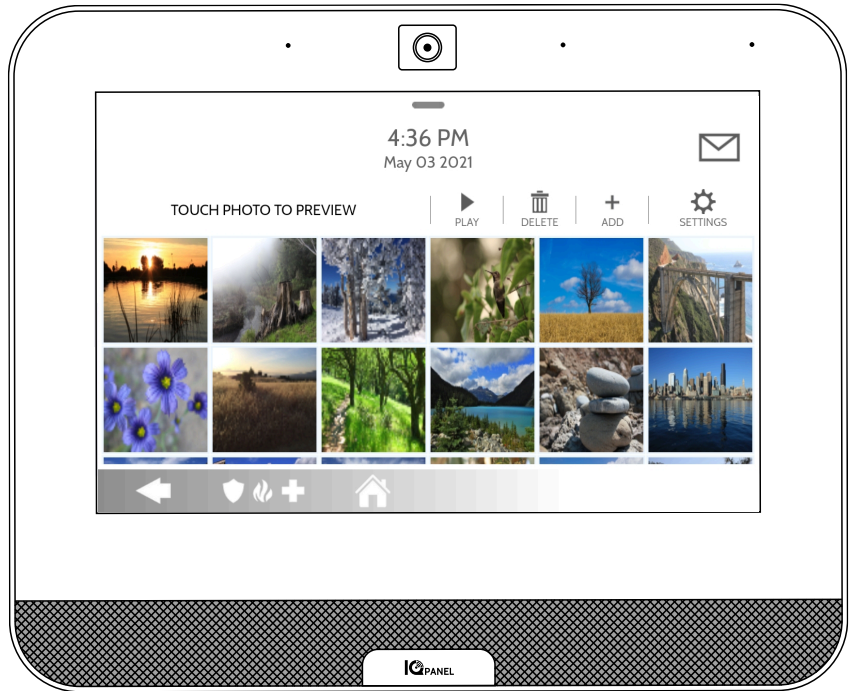 4:36 PM
May 03 2021
TOUCH PHOTO TO PREVIEW
PLAY
DELETE
ADD
SETTINGS
IQ PANEL